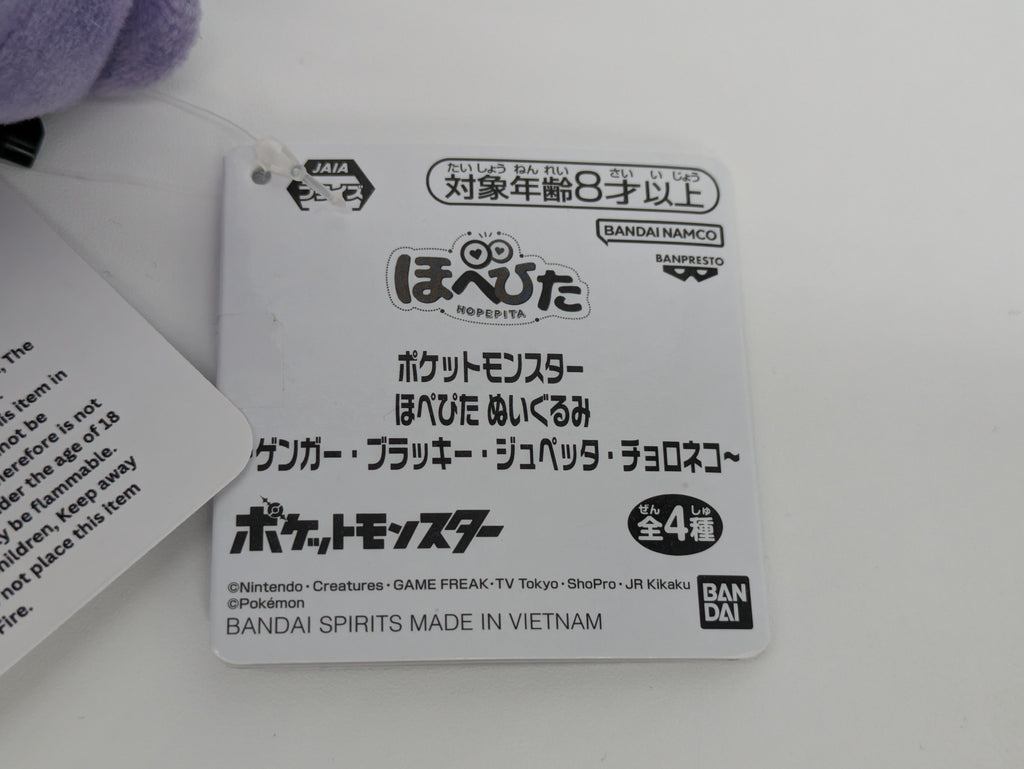 JAIA
プライズ
たいしょう ねん れい さい い じょう
対象年齢8才以上
BANDAI NAMCO
BANPRESTO
ほぺぴた
HOPEPITA
ポケットモンスター
ほぺぴた ぬいぐるみ
ゲンガー・ブラッキー・ジュペッタ・チョロネコ~
ポケットモンスター
ぜん しゅ
全4種
©Nintendo・Creatures・GAME FREAK・TV Tokyo・ShoPro・JR Kikaku
©Pokémon
BANDAI SPIRITS MADE IN VIETNAM
BAN
DAI
The
is item in
not be
herefore is not
der the age of 18
y be flammable.
hildren, Keep away
not place this item
Fire.